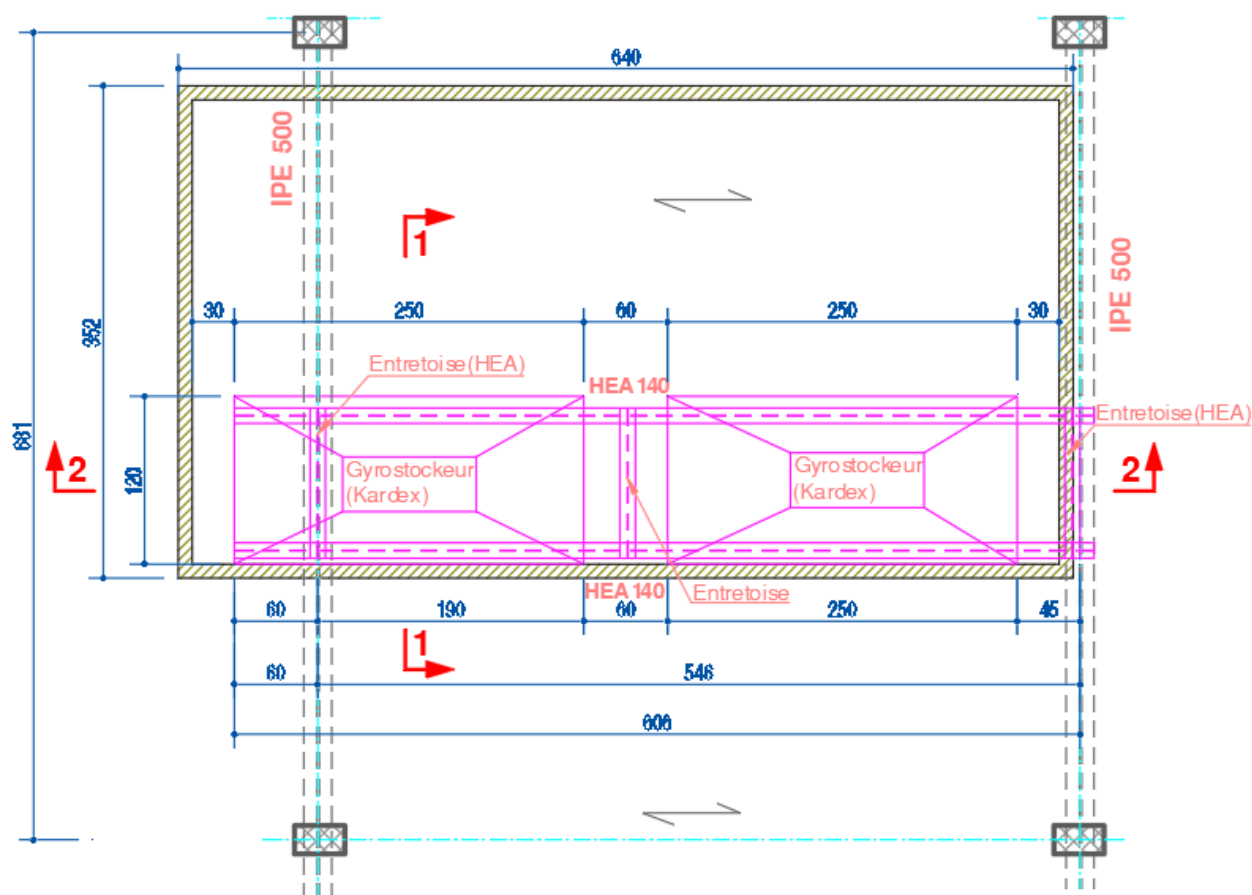 640
IPE 500
1
IPE 500
30
250
60
250
30
352
Entretoise(HEA)
HEA 140
Entretoise(HEA)
681
2
120
Gyrostockeur
(Kardex)
Gyrostockeur
(Kardex)
2
HEA 140
Entretoise
60
190
60
250
45
1
60
546
606